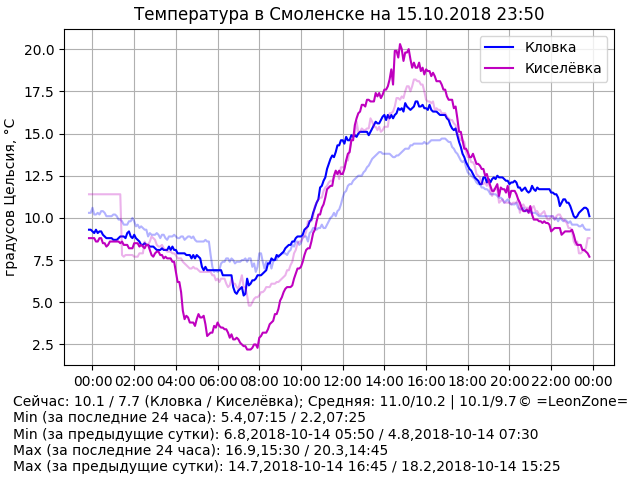 Температура в Смоленске на 15.10.2018 23:50
Кловка
Киселёвка
градусов Цельсия, °C
20.0
17.5
15.0
12.5
10.0
7.5
5.0
2.5
00:00 02:00 04:00 06:00 08:00 10:00 12:00 14:00 16:00 18:00 20:00 22:00 00:00
Сейчас: 10.1 / 7.7 (Кловка / Киселёвка); Средняя: 11.0/10.2 | 10.1/9.7© =LeonZone=
Min (за последние 24 часа): 5.4,07:15 / 2.2,07:25
Min (за предыдущие сутки): 6.8,2018-10-14 05:50 / 4.8,2018-10-14 07:30
Max (за последние 24 часа): 16.9,15:30 / 20.3,14:45
Max (за предыдущие сутки): 14.7,2018-10-14 16:45 / 18.2,2018-10-14 15:25